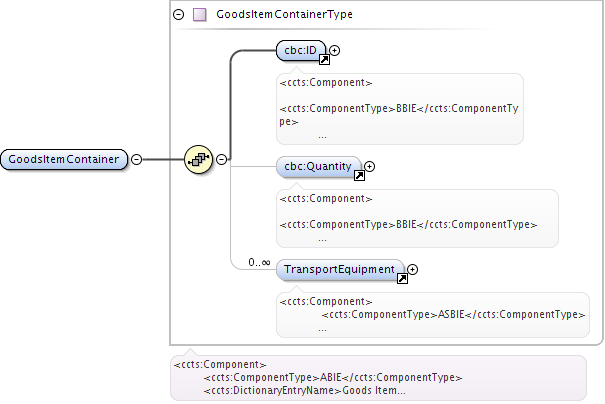 GoodsItemContainerType
cbc:ID
<ccts:Component>
<ccts:ComponentType>BBIE</ccts:ComponentTy
pe>
...
GoodsItemContainer
cbc:Quantity
<ccts:Component>
<ccts:ComponentType>BBIE</ccts:ComponentType>
...
0..∞
TransportEquipment
<ccts:Component>
<ccts:ComponentType>ASBIE</ccts:ComponentType>
...
<ccts:Component>
<ccts:ComponentType>ABIE</ccts:ComponentType>
<ccts:DictionaryEntryName>Goods Item...